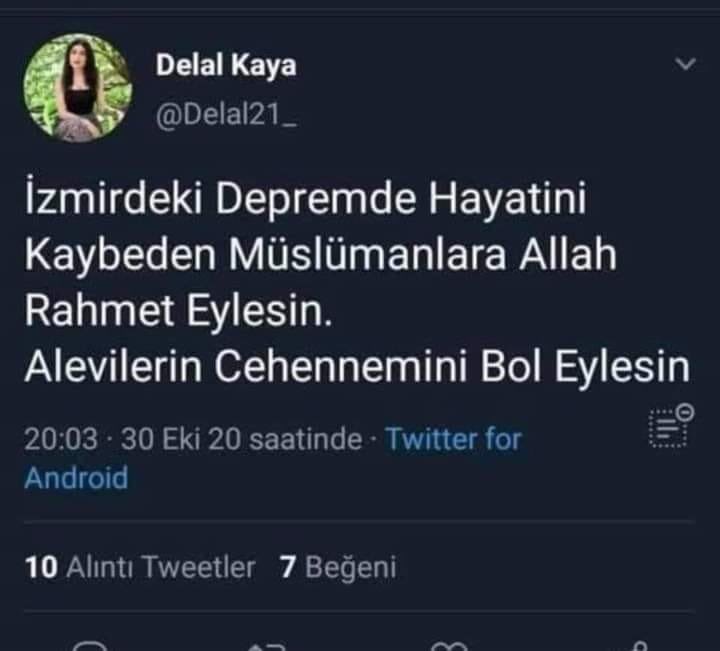 Delal Kaya
@Delal21_
İzmirdeki Depremde Hayatini
Kaybeden Müslümanlara Allah
Rahmet Eylesin.
Alevilerin Cehennemini Bol Eylesin
20:03 · 30 Eki 20 saatinde · Twitter for
Android
10 Alıntı Tweetler 7 Beğeni